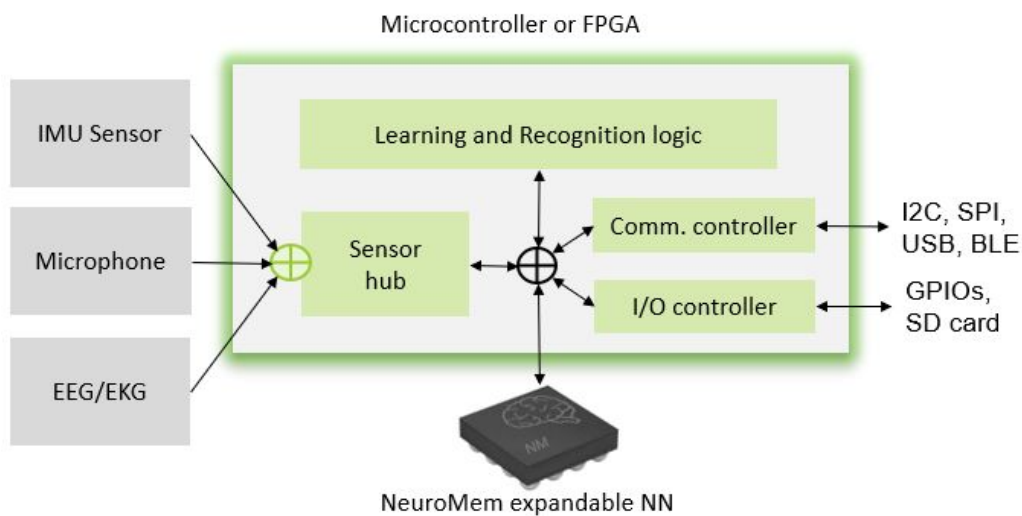 Microcontroller or FPGA
IMU Sensor
Microphone
EEG/EKG
Learning and Recognition logic
Sensor
hub
Comm. controller
I/O controller
I2C, SPI,
USB, BLE
GPIOs,
SD card
NM
NeuroMem expandable NN